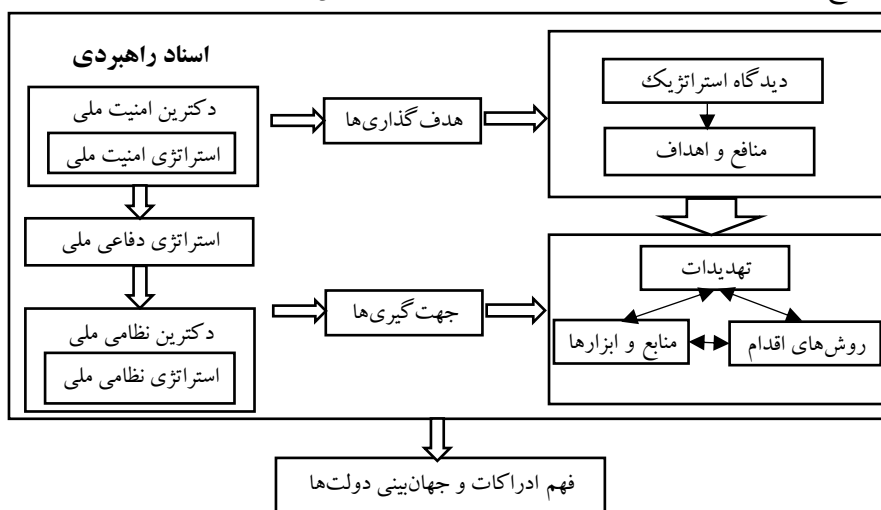 اسناد راهبردی
دیدگاه استراتژیک
دکترین امنیت ملی
هدف‌گذاری‌ها
استراتژی امنیت ملی
منافع و اهداف
استراتژی دفاعی ملی
تهدیدات
جهت‌گیری‌ها
دکترین نظامی ملی
منابع و ابزارها
روش‌های اقدام
استراتژی نظامی ملی
فهم ادراکات و جهان‌بینی دولت‌ها